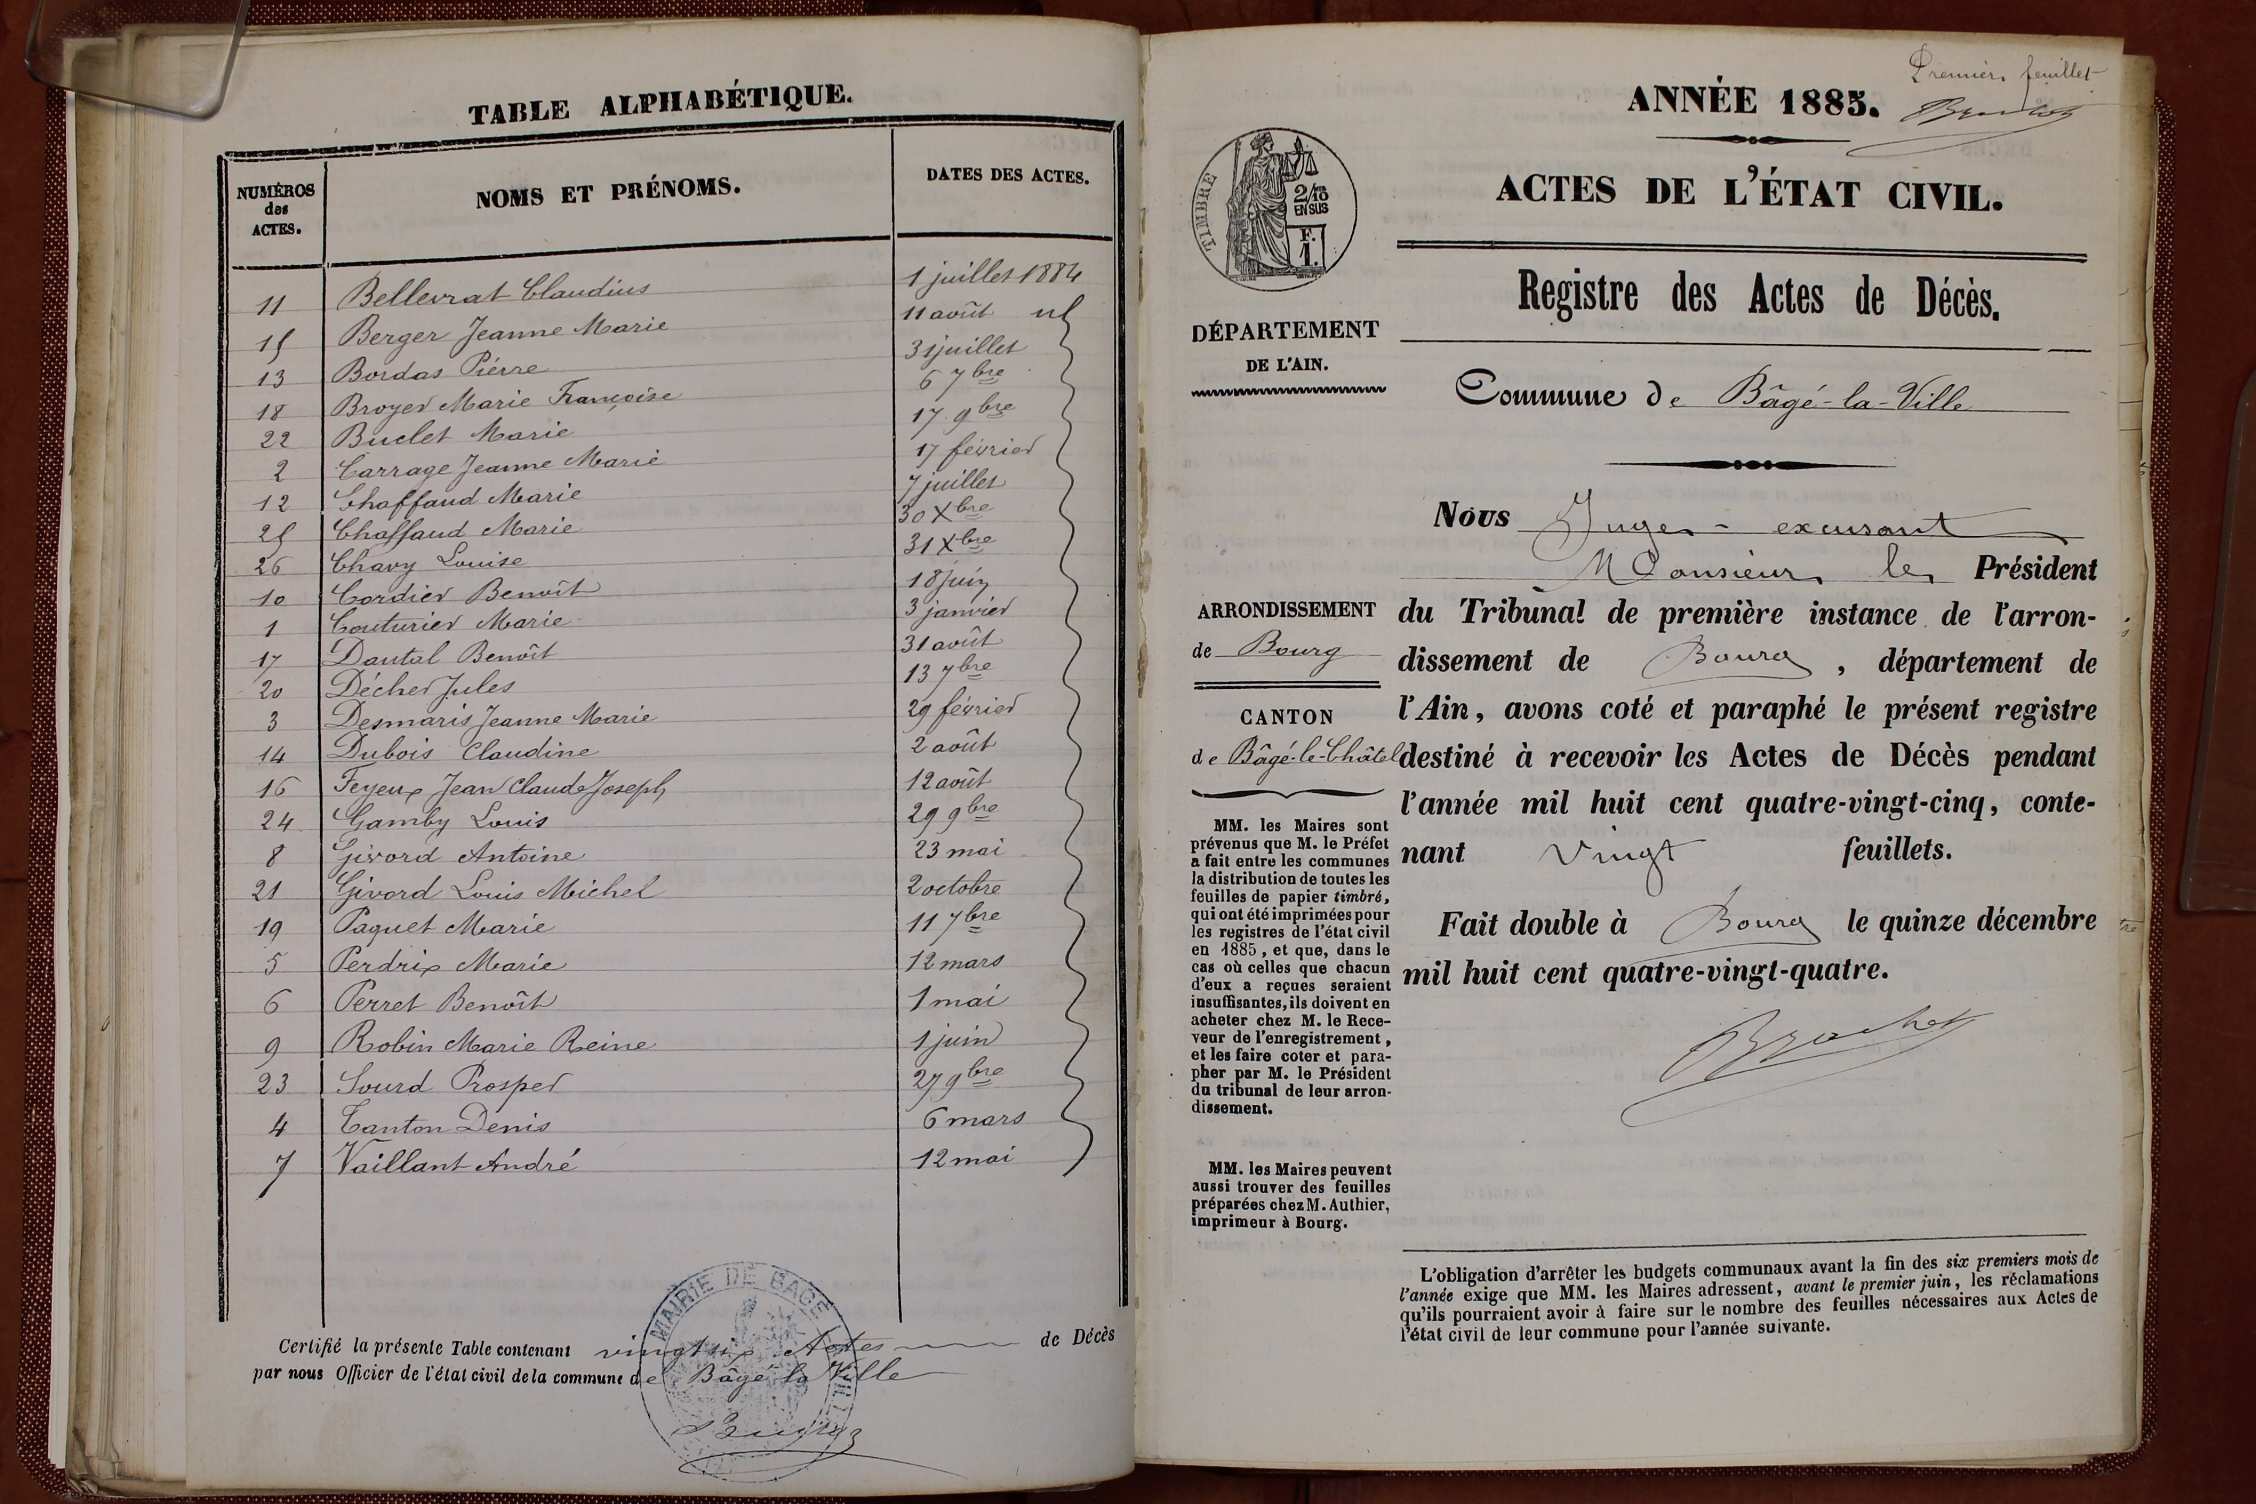 TABLE ALPHABÉTIQUE.
NUMÉROS des ACTES. NOMS ET PRÉNOMS. DATES DES ACTES.
11 Bellevrat Claudius 1 juillet 1884
15 Berger Jeanne Marie 11 août id
13 Bordas Pierre 31 juillet
18 Broyer Marie Françoise 6 7bre
22 Buclet Marie 17 9bre
2 Carrage Jeanne Marie 17 février
12 Chaffaud Marie 7 juillet
25 Chaffaud Marie 30 Xbre
26 Chavy Louise 31 Xbre
10 Cordier Benoît 18 juin
1 Couturier Marie 3 janvier
17 Dautal Benoît 31 août
20 Décher Jules 13 7bre
3 Desmaris Jeanne Marie 29 février
14 Dubois Claudine 2 août
16 Feyeux Jean Claude Joseph 12 août
24 Gamby Louis 29 9bre
8 Givord Antoine 23 mai
21 Givord Louis Michel 2 octobre
19 Paquet Marie 11 7bre
5 Perdrix Marie 12 mars
6 Perret Benoît 1 mai
9 Robin Marie Reine 1 juin
23 Sourd Prosper 27 9bre
4 Tanton Denis 6 mars
7 Vaillant André 12 mai
MAIRIE DE BAGÉ LA VILLE
Certifié la présente Table contenant vingt six Actes de Décès
par nous Officier de l'état civil de la commune de Bâgé la Ville
Premier feuillet
ANNÉE 1885.
Brochet
ACTES DE L'ÉTAT CIVIL.
TIMBRE
2/10 EN SUS
F. 1.
Registre des Actes de Décès.
DÉPARTEMENT
DE L'AIN.
Commune de Bâgé-la-Ville
Nous Juge excusant
Monsieur le Président
du Tribunal de première instance de l'arron-
dissement de Bourg, département de
l'Ain, avons coté et paraphé le présent registre
destiné à recevoir les Actes de Décès pendant
l'année mil huit cent quatre-vingt-cinq, conte-
nant vingt feuillets.
Fait double à Bourg le quinze décembre
mil huit cent quatre-vingt-quatre.
Brochet
ARRONDISSEMENT
de Bourg
CANTON
de Bâgé-le-Châtel
MM. les Maires sont
prévenus que M. le Préfet
a fait entre les communes
la distribution de toutes les
feuilles de papier timbré,
qui ont été imprimées pour
les registres de l'état civil
en 1885, et que, dans le
cas où celles que chacun
d'eux a reçues seraient
insuffisantes, ils doivent en
acheter chez M. le Rece-
veur de l'enregistrement,
et les faire coter et para-
pher par M. le Président
du tribunal de leur arron-
dissement.
MM. les Maires peuvent
aussi trouver des feuilles
préparées chez M. Authier,
imprimeur à Bourg.
L'obligation d'arrêter les budgets communaux avant la fin des six premiers mois de
l'année exige que MM. les Maires adressent, avant le premier juin, les réclamations
qu'ils pourraient avoir à faire sur le nombre des feuilles nécessaires aux Actes de
l'état civil de leur commune pour l'année suivante.